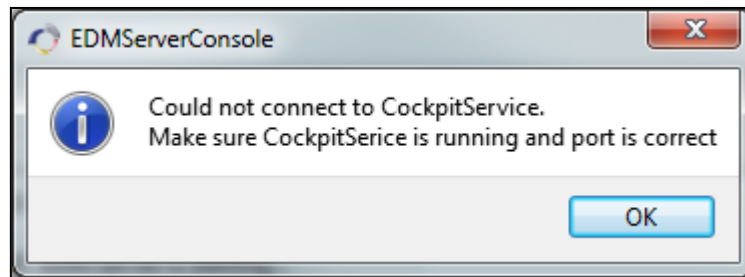 EDMServerConsole
Could not connect to CockpitService.
Make sure CockpitSerice is running and port is correct
OK